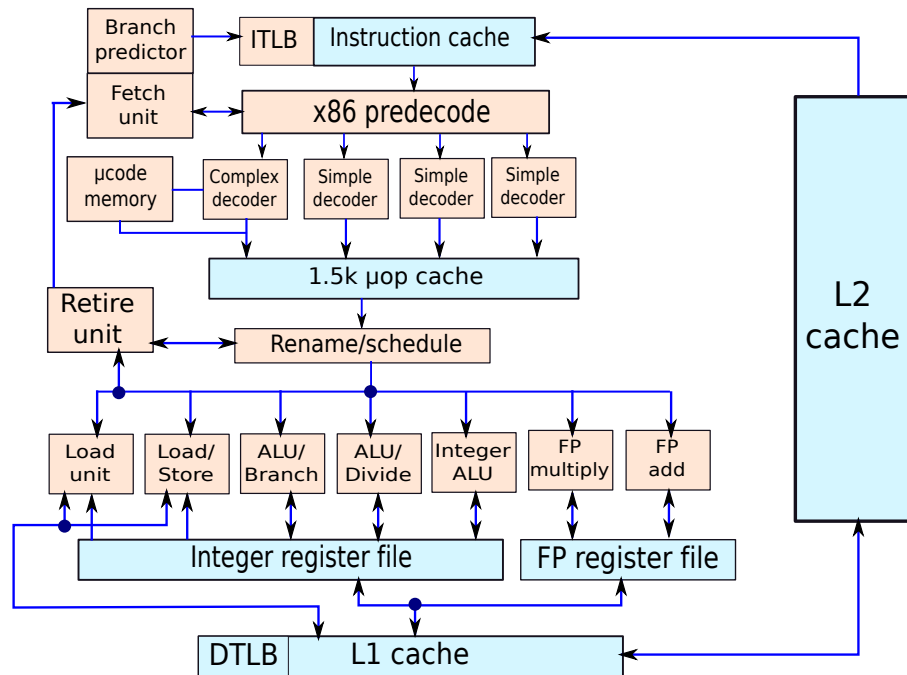 Branch
predictor
ITLB
Instruction cache
Fetch
unit
x86 predecode
µcode
memory
Complex
decoder
Simple
decoder
Simple
decoder
Simple
decoder
1.5k µop cache
L2
cache
Retire
unit
Rename/schedule
Load
unit
Load/
Store
ALU/
Branch
ALU/
Divide
Integer
ALU
FP
multiply
FP
add
Integer register file
FP register file
DTLB
L1 cache